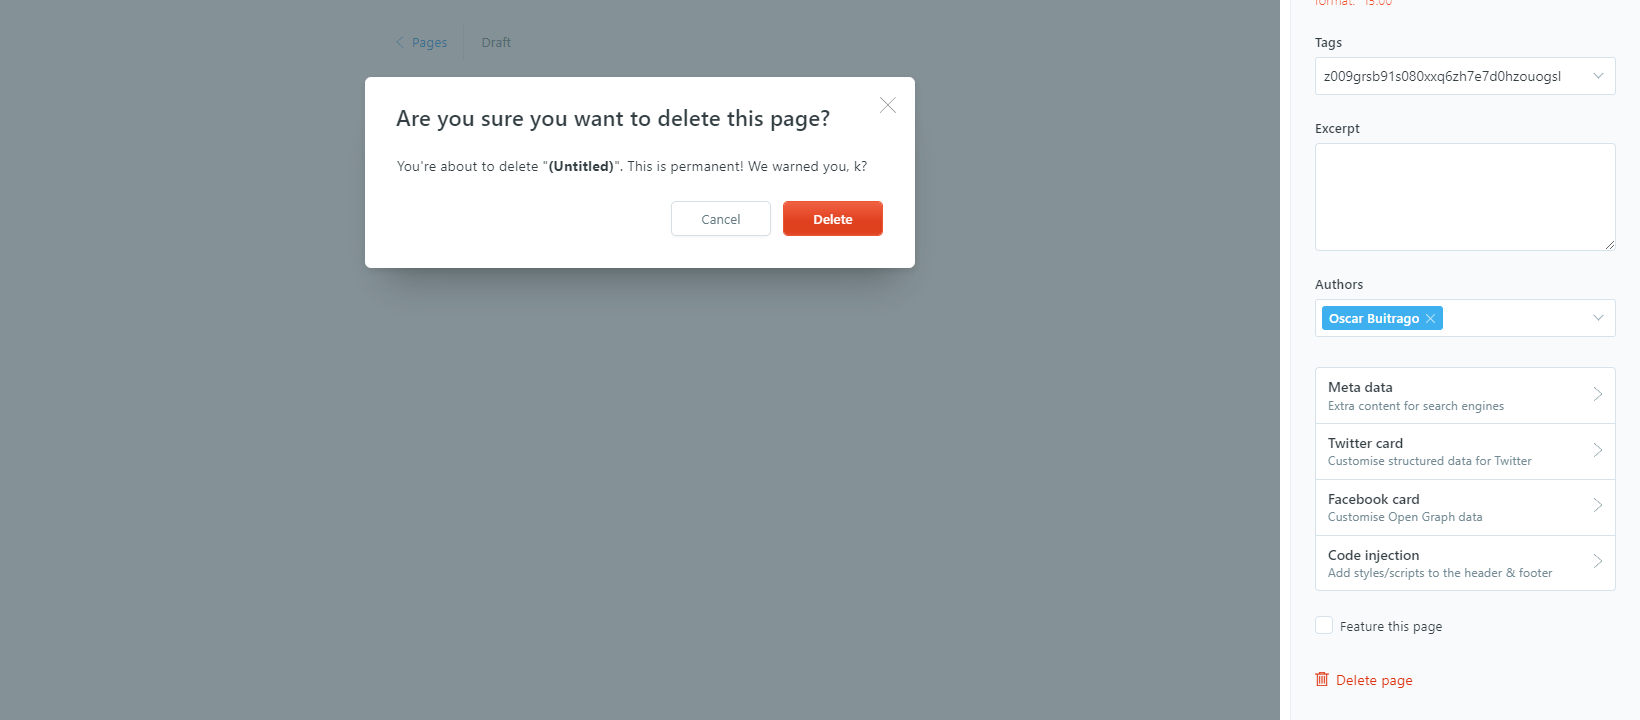 Pages
Draft
Are you sure you want to delete this page?
You're about to delete "(Untitled)". This is permanent! We warned you, k?
Cancel
Delete
format: "15:00"
Tags
z009grsb91s080xxq6zh7e7d0hzouogsl
Excerpt
Authors
Oscar Buitrago
Meta data
Extra content for search engines
Twitter card
Customise structured data for Twitter
Facebook card
Customise Open Graph data
Code injection
Add styles/scripts to the header & footer
Feature this page
Delete page